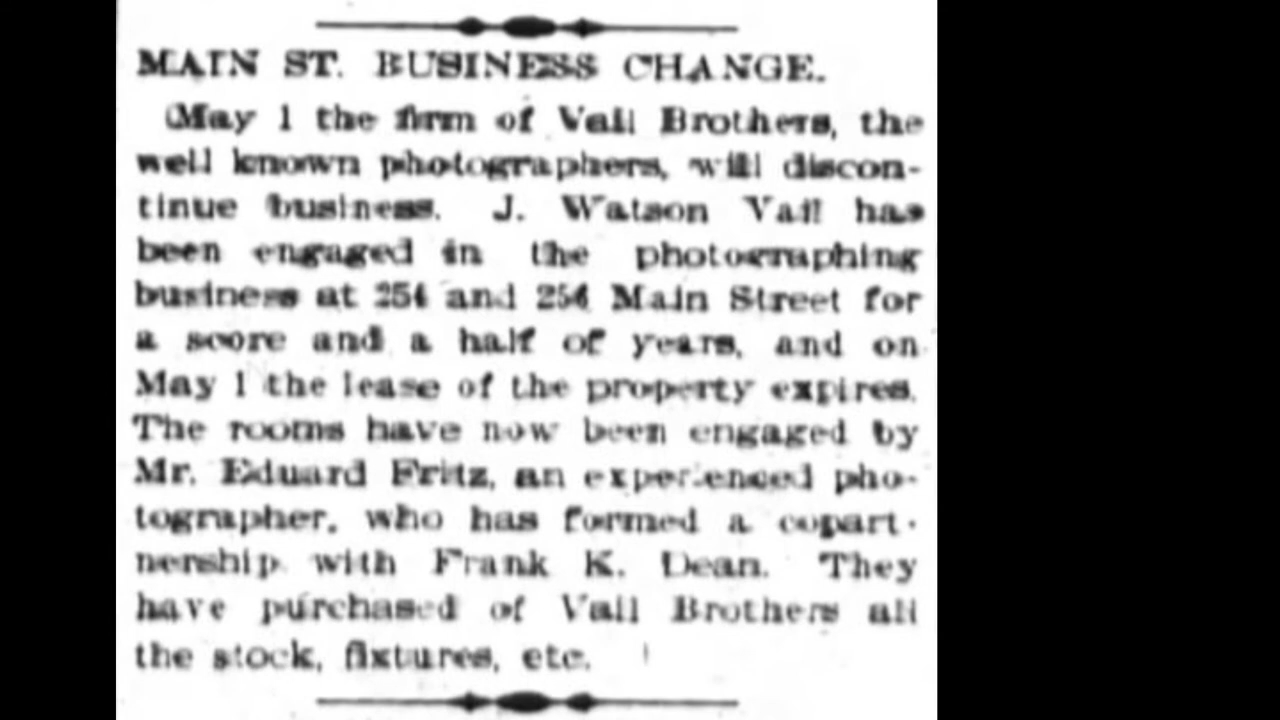 MAIN ST. BUSINESS CHANGE.
May 1 the firm of Vail Brothers, the
well known photographers, will discon-
tinue business. J. Watson Vail has
been engaged in the photographing
business at 254 and Main Street for
a score and a half of years, and on
May 1 the lease of the property expires.
The rooms have now been engaged by
Mr. Eduard Fritz, an experienced pho-
tographer, who has formed a copart-
nership with Frank K. Dean. They
have purchased of Vail Brothers all
the stock, fixtures, etc.